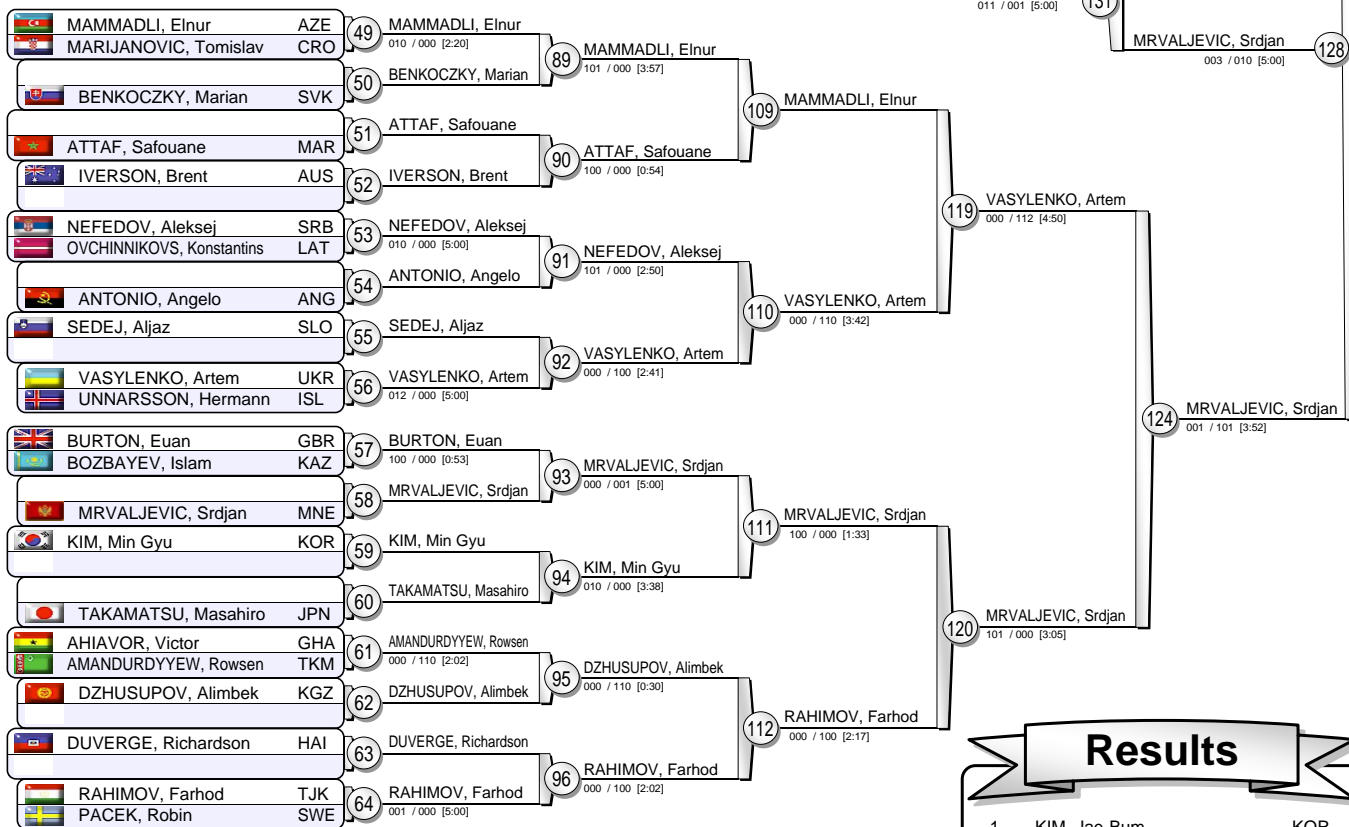 011 / 001 [5:00]
131
MRVALJEVIC, Srdjan
128
003 / 010 [5:00]
MAMMADLI, Elnur AZE
MARIJANOVIC, Tomislav CRO
49
MAMMADLI, Elnur
010 / 000 [2:20]
BENKOCZKY, Marian SVK
50
BENKOCZKY, Marian
89
MAMMADLI, Elnur
101 / 000 [3:57]
ATTAF, Safouane MAR
51
ATTAF, Safouane
IVERSON, Brent AUS
52
IVERSON, Brent
90
ATTAF, Safouane
100 / 000 [0:54]
109
MAMMADLI, Elnur
NEFEDOV, Aleksej SRB
OVCHINNIKOVS, Konstantins LAT
53
NEFEDOV, Aleksej
010 / 000 [5:00]
ANTONIO, Angelo ANG
54
ANTONIO, Angelo
91
NEFEDOV, Aleksej
101 / 000 [2:50]
SEDEJ, Aljaz SLO
55
SEDEJ, Aljaz
VASYLENKO, Artem UKR
UNNARSSON, Hermann ISL
56
VASYLENKO, Artem
012 / 000 [5:00]
92
VASYLENKO, Artem
000 / 100 [2:41]
110
VASYLENKO, Artem
000 / 110 [3:42]
119
VASYLENKO, Artem
000 / 112 [4:50]
BURTON, Euan GBR
BOZBAYEV, Islam KAZ
57
BURTON, Euan
100 / 000 [0:53]
MRVALJEVIC, Srdjan MNE
58
MRVALJEVIC, Srdjan
93
MRVALJEVIC, Srdjan
000 / 001 [5:00]
KIM, Min Gyu KOR
59
KIM, Min Gyu
TAKAMATSU, Masahiro JPN
60
TAKAMATSU, Masahiro
94
KIM, Min Gyu
010 / 000 [3:38]
111
MRVALJEVIC, Srdjan
100 / 000 [1:33]
AHIAVOR, Victor GHA
AMANDURDYYEW, Rowsen TKM
61
AMANDURDYYEW, Rowsen
000 / 110 [2:02]
DZHUSUPOV, Alimbek KGZ
62
DZHUSUPOV, Alimbek
95
DZHUSUPOV, Alimbek
000 / 110 [0:30]
DUVERGE, Richardson HAI
63
DUVERGE, Richardson
RAHIMOV, Farhod TJK
PACEK, Robin SWE
64
RAHIMOV, Farhod
001 / 000 [5:00]
96
RAHIMOV, Farhod
000 / 100 [2:02]
112
RAHIMOV, Farhod
000 / 100 [2:17]
120
MRVALJEVIC, Srdjan
101 / 000 [3:05]
124
MRVALJEVIC, Srdjan
001 / 101 [3:52]
Results
1 KIM, Jae-Bum KOR